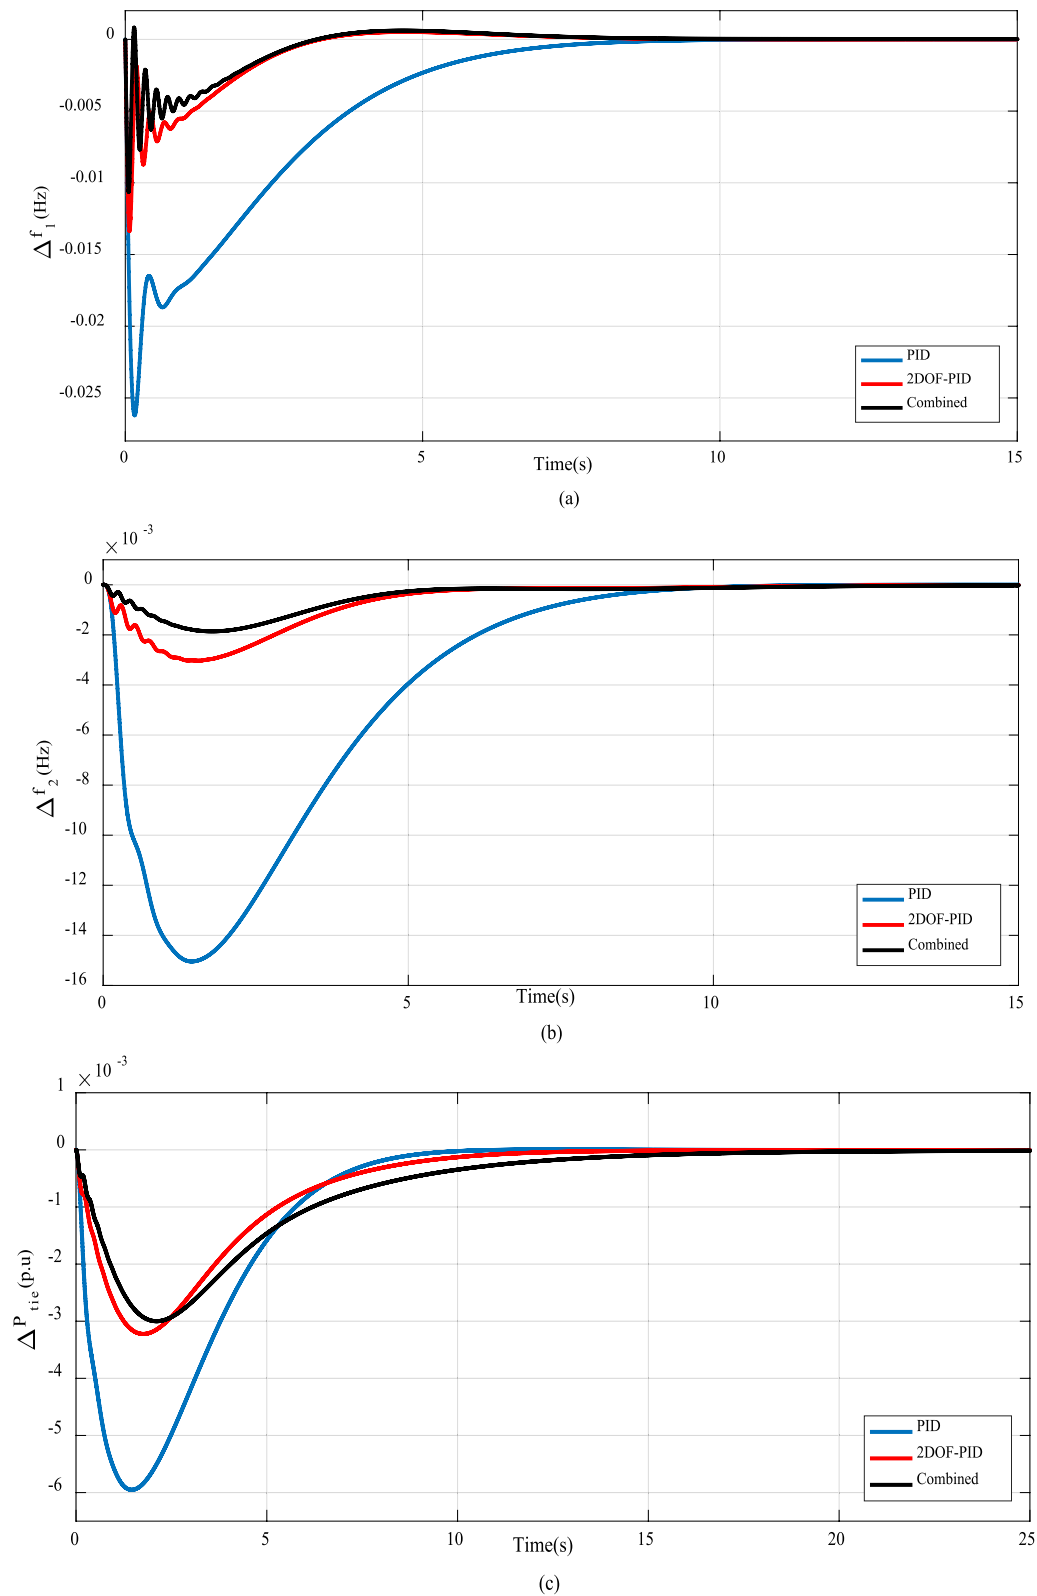 0
-0.005
-0.01
-0.015
-0.02
-0.025
Δf1(Hz)
PID
2DOF-PID
Combined
0 5 10 15
Time(s)
(a)
×10 -3
0
-2
-4
-6
-8
-10
-12
-14
-16
Δf2(Hz)
PID
2DOF-PID
Combined
0 5 10 15
Time(s)
(b)
×10 -3
1
0
-1
-2
-3
-4
-5
-6
ΔPtie(p.u)
PID
2DOF-PID
Combined
0 5 10 15 20 25
Time(s)
(c)